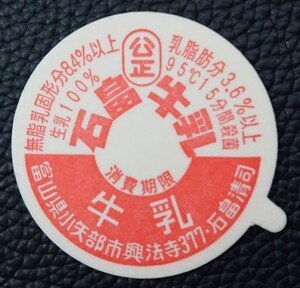 公正
無脂乳固形分8.4%以上
生乳100%
乳脂肪分3.6%以上
95℃15分間殺菌
石畠牛乳
消費期限
牛乳
富山県小矢部市興法寺377・石畠清司